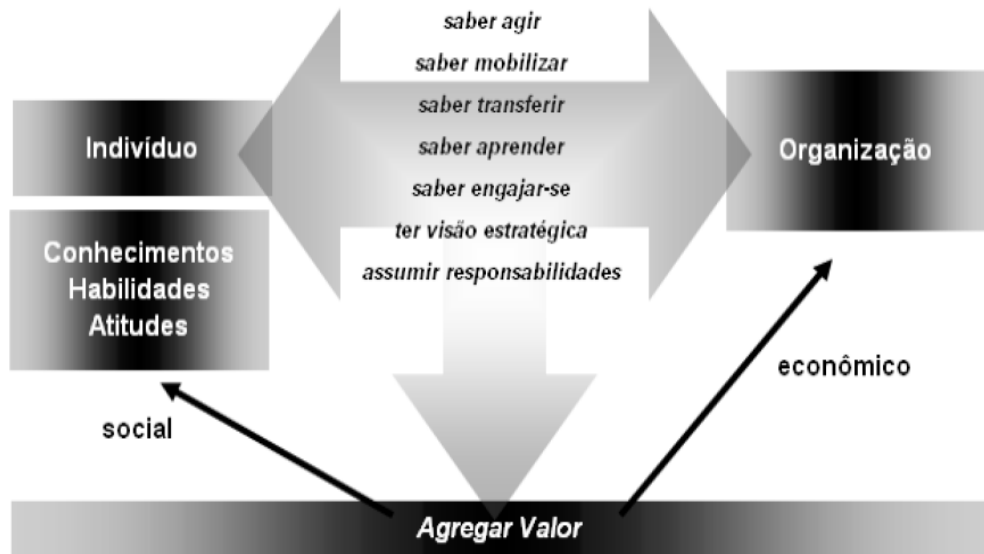 saber agir
saber mobilizar
saber transferir
saber aprender
saber engajar-se
ter visão estratégica
assumir responsabilidades
Indivíduo
Conhecimentos
Habilidades
Atitudes
Organização
social
econômico
Agregar Valor